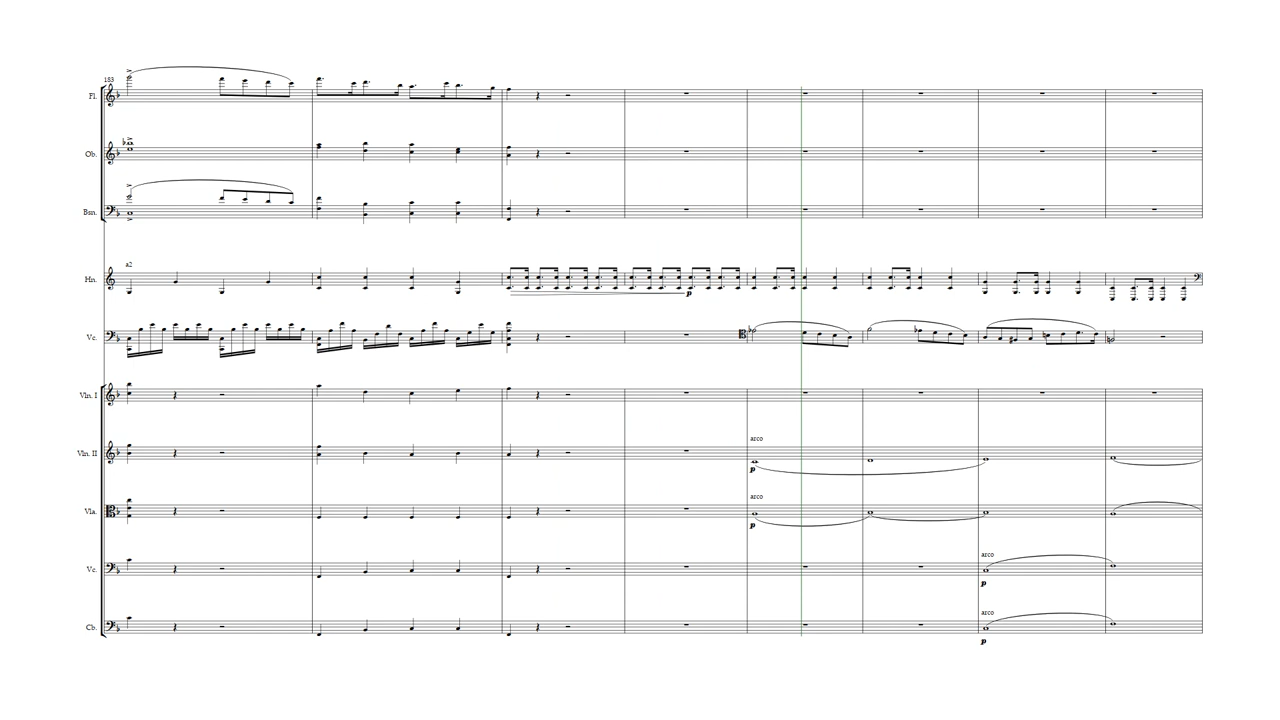 183
Fl.
Ob.
Bsn.
a2
Hn.
p
Vc.
Vln. I
arco
Vln. II
p
arco
Vla.
p
arco
Vc.
p
arco
Cb.
p